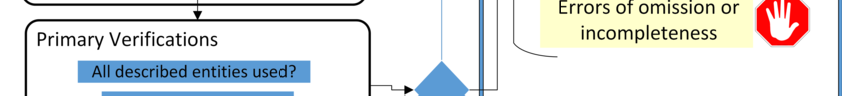 Errors of omission or
incompleteness
Primary Verifications
All described entities used?